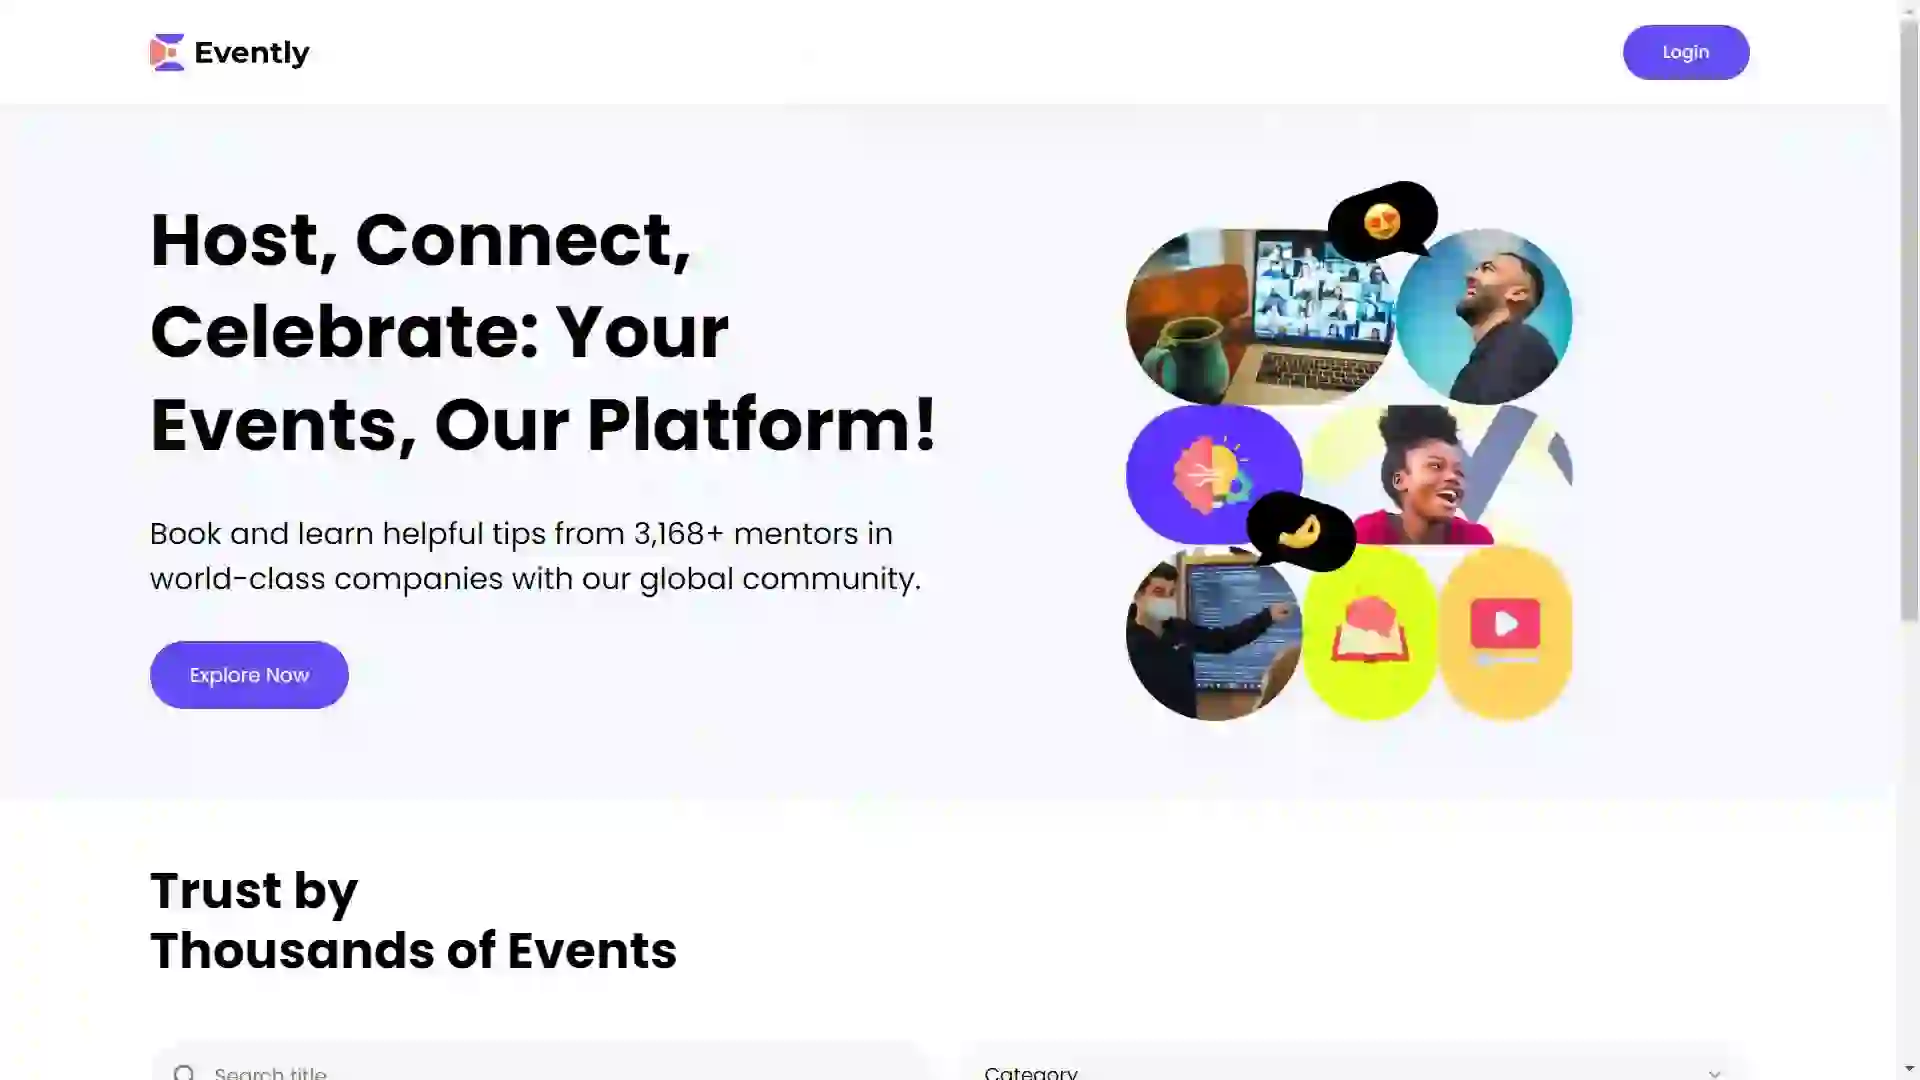 Evently
Login
Host, Connect,
Celebrate: Your
Events, Our Platform!
Book and learn helpful tips from 3,168+ mentors in
world-class companies with our global community.
Explore Now
Trust by
Thousands of Events
Search title
Category